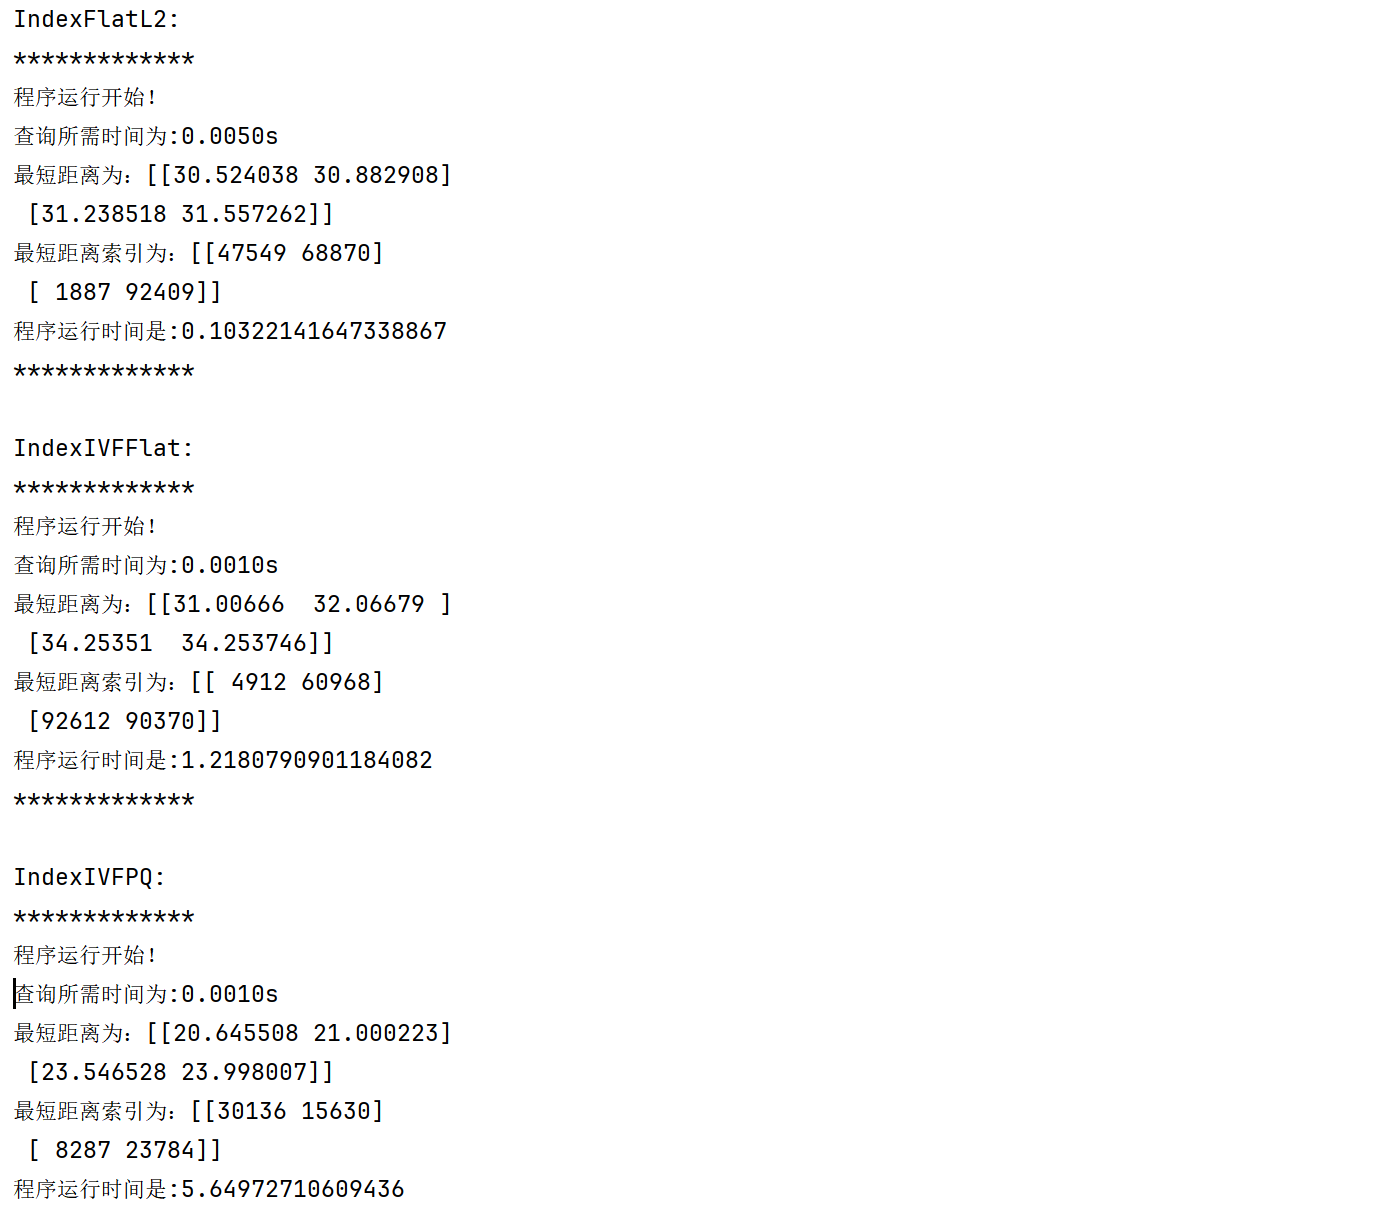 IndexFlatL2:
*************
程序运行开始!
查询所需时间为:0.0050s
最短距离为: [[30.524038 30.882908]
 [31.238518 31.557262]]
最短距离索引为: [[47549 68870]
 [ 1887 92409]]
程序运行时间是:0.10322141647338867
*************

IndexIVFFlat:
*************
程序运行开始!
查询所需时间为:0.0010s
最短距离为: [[31.00666  32.06679 ]
 [34.25351  34.253746]]
最短距离索引为: [[ 4912 60968]
 [92612 90370]]
程序运行时间是:1.2180790901184082
*************

IndexIVFPQ:
*************
程序运行开始!
查询所需时间为:0.0010s
最短距离为: [[20.645508 21.000223]
 [23.546528 23.998007]]
最短距离索引为: [[30136 15630]
 [ 8287 23784]]
程序运行时间是:5.64972710609436